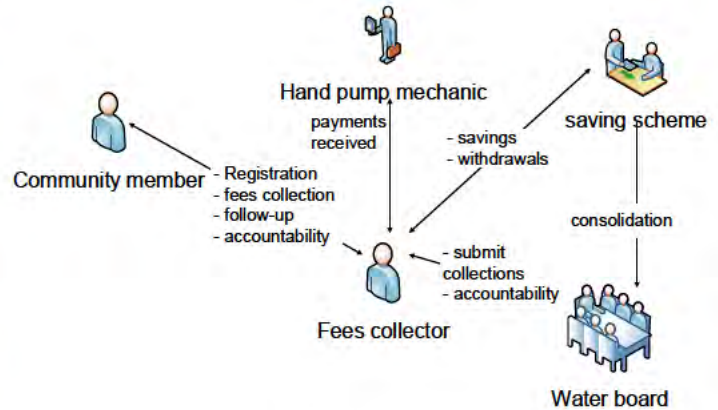 Hand pump mechanic
saving scheme
payments
received
- savings
- withdrawals
Community member
- Registration
- fees collection
- follow-up
- accountability
consolidation
- submit
collections
- accountability
Fees collector
Water board